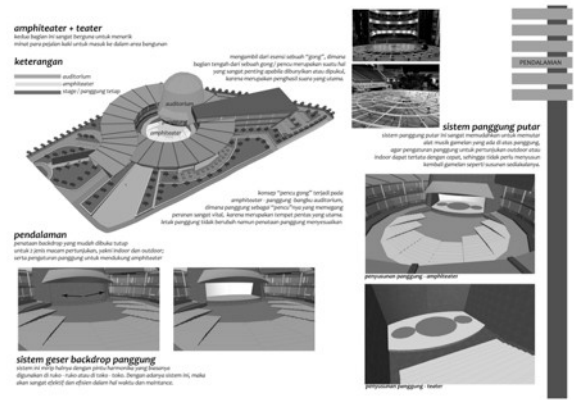 amphiteater + teater
kedua bagian ini sangat berguna untuk menarik
minat para pejalan kaki untuk masuk ke dalam area bangunan
keterangan
auditorium
amphiteater
stage / panggung tetap
mengambil dari esensi sebuah "gong", dimana
bagian tengah dari sebuah gong / pencu merupakan suatu hal
yang sangat penting apabila dibunyikan atau dipukul,
karena merupakan penghasil suara yang utama.
auditorium
amphiteater
konsep "pencu gong" terjadi pada
amphiteater - panggung - bangku auditorium,
dimana panggung sebagai "pencu"nya yang memegang
peranan sangat vital, karena merupakan tempat pentas yang utama.
letak panggung tidak berubah namun penataan panggung menyesuaikan
pendalaman
penataan backdrop yang mudah dibuka tutup
untuk 2 jenis macam pertunjukan, yakni indoor dan outdoor;
serta pengaturan panggung untuk mendukung amphiteater
sistem geser backdrop panggung
sistem ini mirip halnya dengan pintu harmonika yang biasanya
digunakan di ruko - ruko atau di toko - toko. Dengan adanya sistem ini, maka
akan sangat efektif dan efisien dalam hal waktu dan maintance.
PENDALAMAN
sistem panggung putar
sistem panggung putar ini sangat memudahkan untuk memutar
alat musik gamelan yang ada di atas panggung,
agar pengaturan panggung untuk pertunjukan outdoor atau
indoor dapat tertata dengan cepat, sehingga tidak perlu menyusun
kembali gamelan seperti susunan sediakalanya.
penyusunan panggung - amphiteater
penyusunan panggung - teater